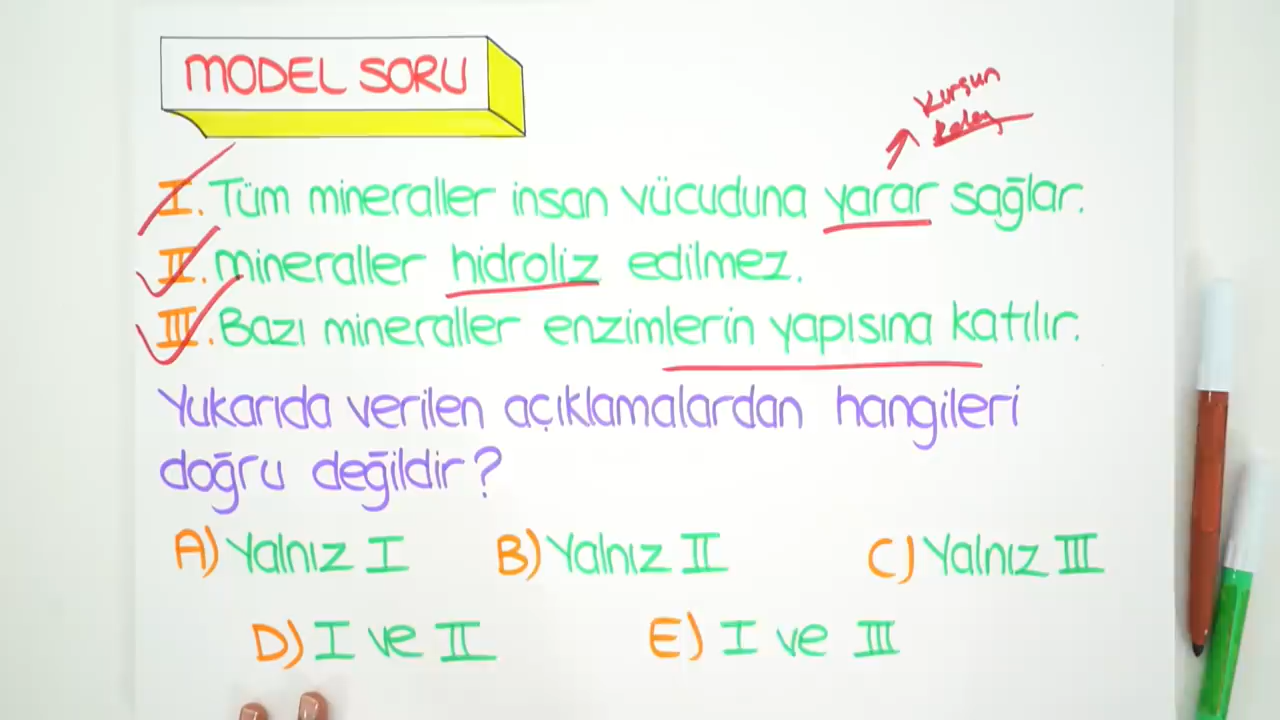 MODEL SORU
Kurşun
I. Tüm mineraller insan vücuduna yarar sağlar.
II. mineraller hidroliz edilmez.
III. Bazı mineraller enzimlerin yapısına katılır.
Yukarıda verilen açıklamalardan hangileri
doğru değildir?
A) Yalnız I B) Yalnız II C) Yalnız III
D) I ve II E) I ve III